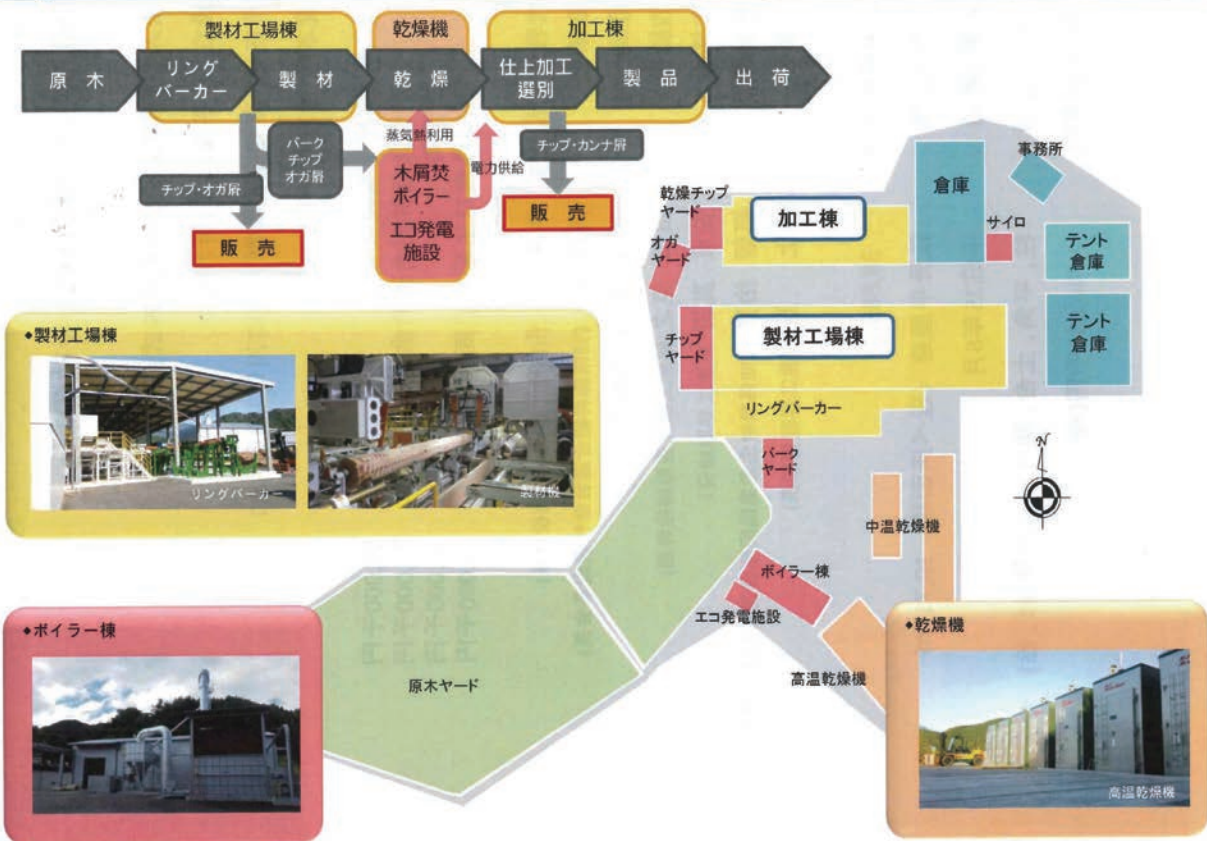 製材工場棟
乾燥機
加工棟
原木
リング
バーカー
製材
乾燥
仕上加工
選別
製品
出荷
バーク
チップ
オガ屑
蒸気熱利用
木屑焚
ボイラー
エコ発電
施設
電力供給
チップ・カンナ屑
チップ・オガ屑
販売
販売
事務所
倉庫
乾燥チップ
ヤード
加工棟
サイロ
オガ
ヤード
テント
倉庫
チップ
ヤード
製材工場棟
テント
倉庫
リングバーカー
バーク
ヤード
N
中温乾燥機
ボイラー棟
エコ発電施設
高温乾燥機
原木ヤード
◆製材工場棟
リングバーカー
製材機
◆ボイラー棟
◆乾燥機
高温乾燥機